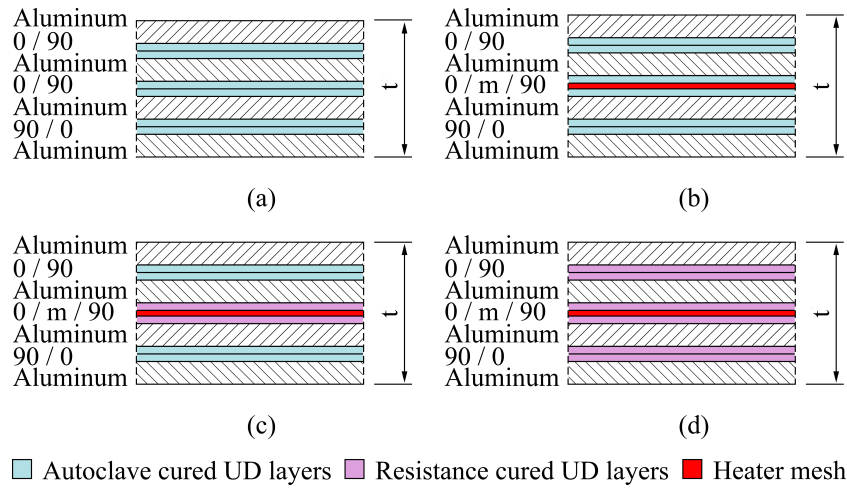 Aluminum
0 / 90
Aluminum
0 / 90
Aluminum
90 / 0
Aluminum
t
(a)
Aluminum
0 / 90
Aluminum
0 / m / 90
Aluminum
90 / 0
Aluminum
t
(b)
Aluminum
0 / 90
Aluminum
0 / m / 90
Aluminum
90 / 0
Aluminum
t
(c)
Aluminum
0 / 90
Aluminum
0 / m / 90
Aluminum
90 / 0
Aluminum
t
(d)
Autoclave cured UD layers Resistance cured UD layers Heater mesh